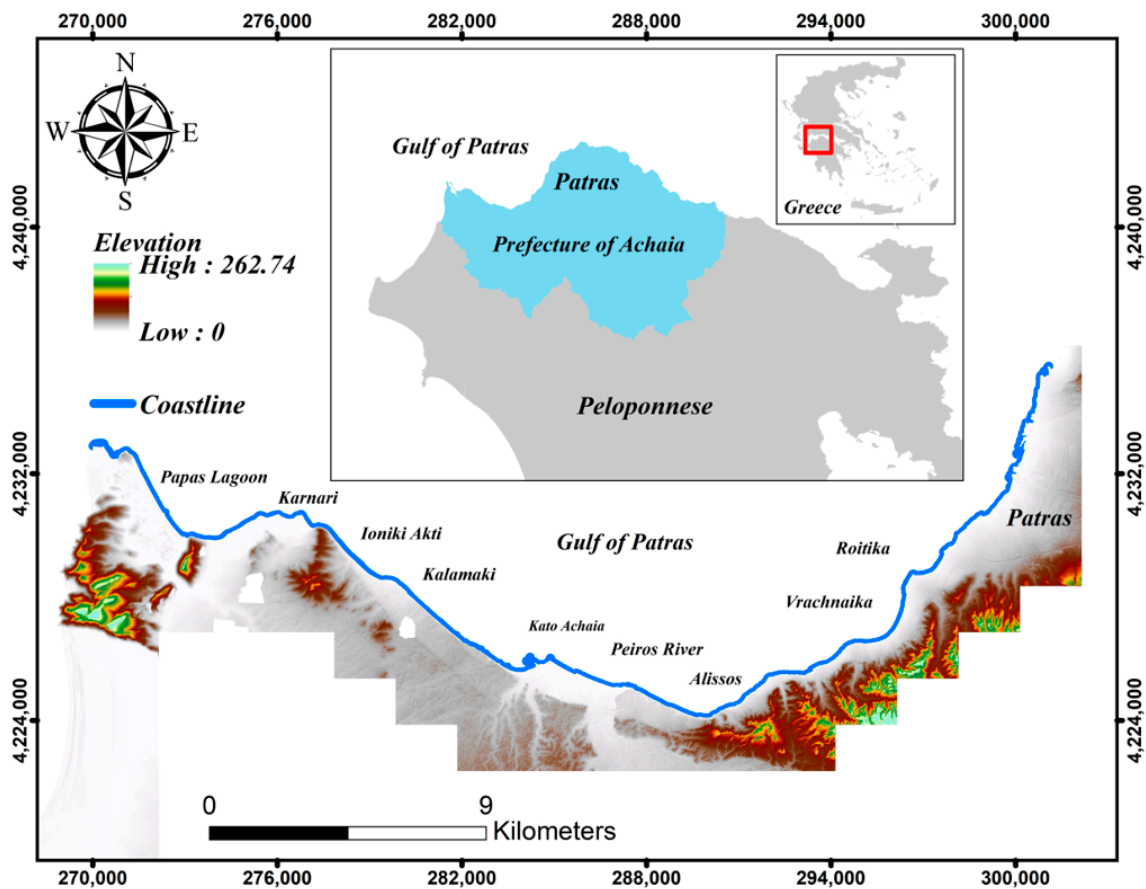 270,000 276,000 282,000 288,000 294,000 300,000
N
W E
S
Gulf of Patras
Patras
Prefecture of Achaia
Peloponnese
Greece
4,240,000
4,240,000
Elevation
High : 262.74
Low : 0
Coastline
4,232,000
4,232,000
Papas Lagoon
Karnari
Ioniki Akti
Kalamaki
Gulf of Patras
Roitika
Patras
Vrachnaika
Kato Achaia
Peiros River
Alissos
4,224,000
4,224,000
0 9
Kilometers
270,000 276,000 282,000 288,000 294,000 300,000